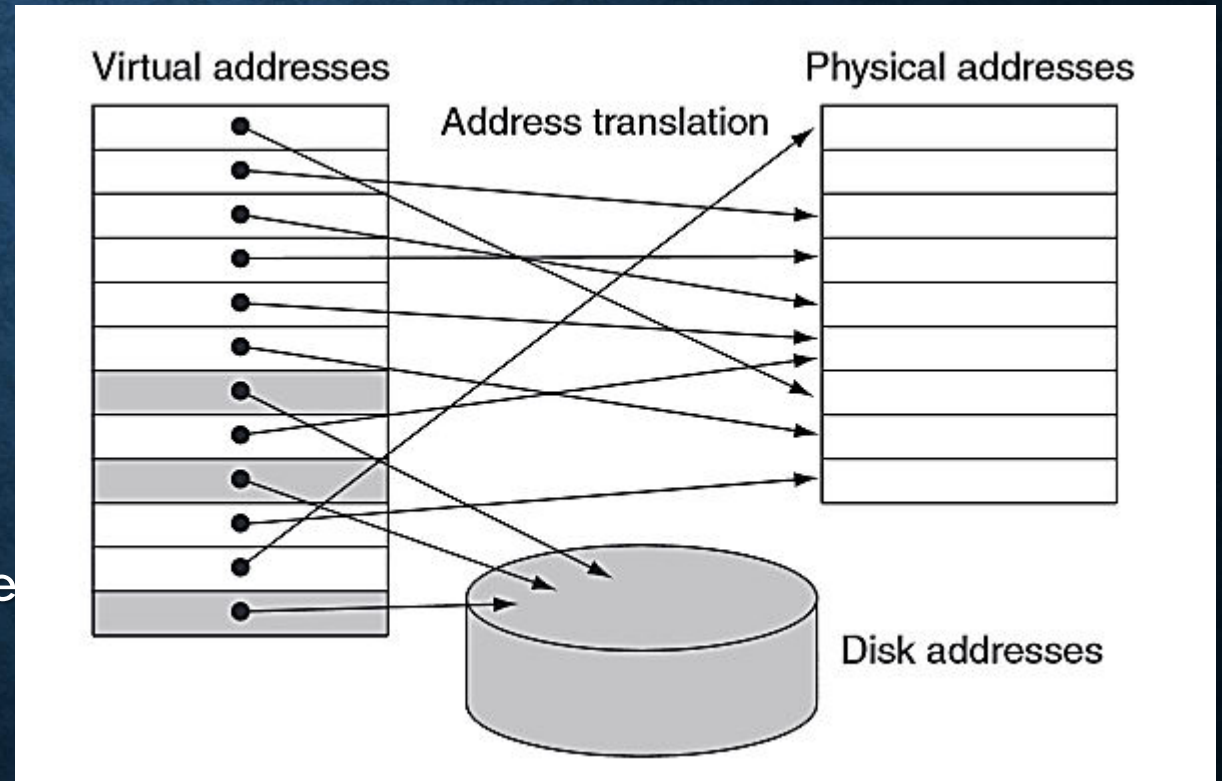 Virtual addresses
Physical addresses
Address translation
e
Disk addresses